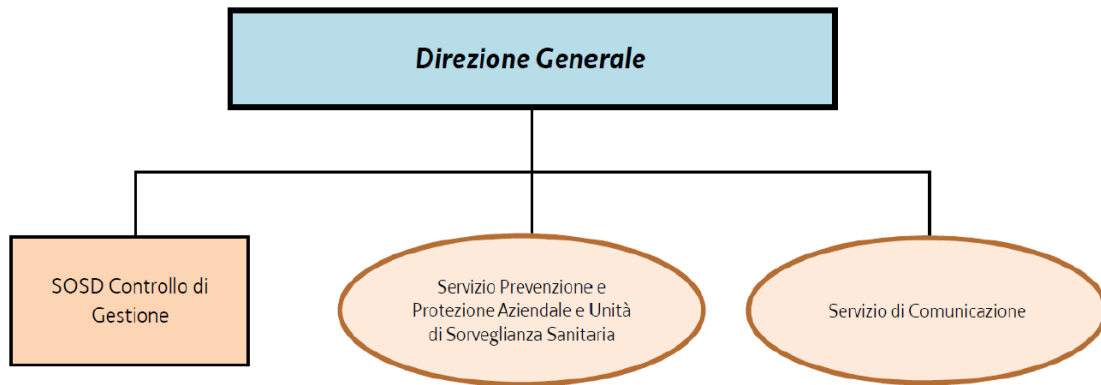 Direzione Generale
SOSD Controllo di
Gestione
Servizio Prevenzione e
Protezione Aziendale e Unità
di Sorveglianza Sanitaria
Servizio di Comunicazione